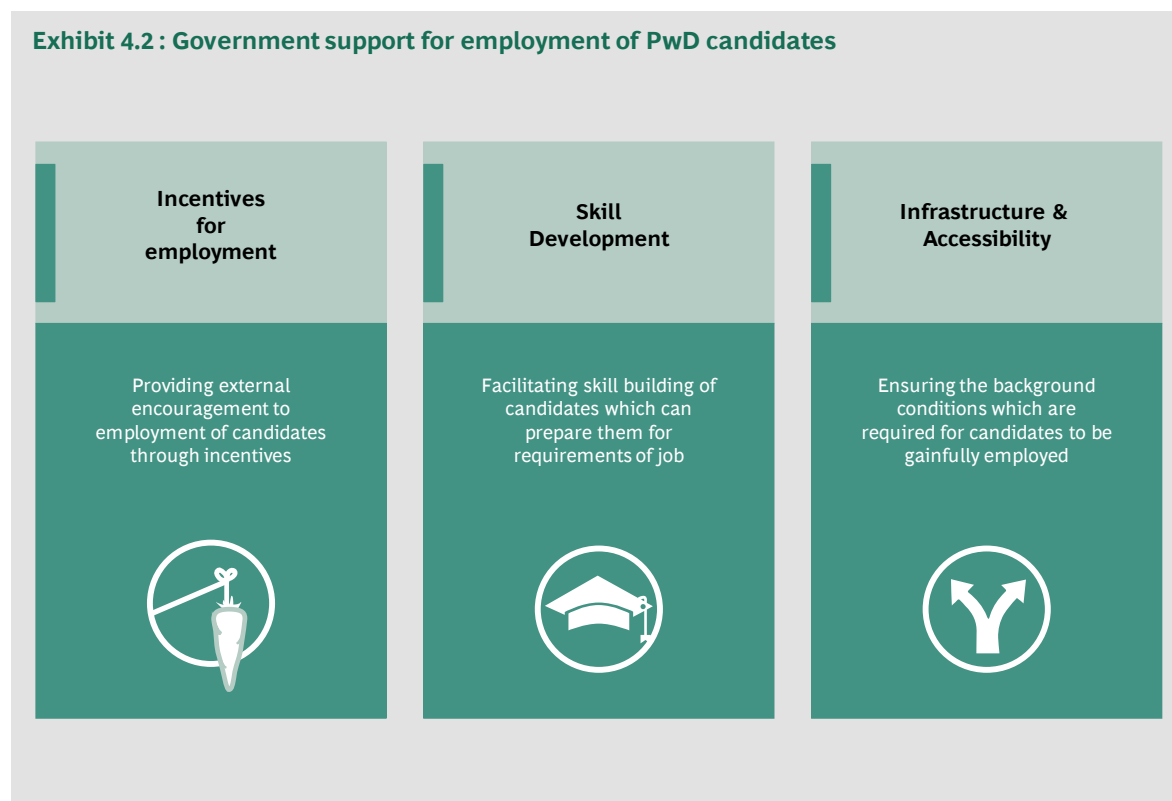 Exhibit 4.2 : Government support for employment of PwD candidates
Incentives
for
employment
Providing external
encouragement to
employment of candidates
through incentives
Skill
Development
Facilitating skill building of
candidates which can
prepare them for
requirements of job
Infrastructure &
Accessibility
Ensuring the background
conditions which are
required for candidates to be
gainfully employed